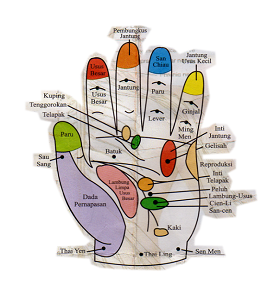 Pembungkus
Jantung
Usus
Besar
San
Chiau
Jantung
Usus Kecil
Kuping
Tenggorokan
Telapak
Usus
Besar
Jantung
Paru
Ginjal
Lever
Ming
Men
Paru
Batuk
Inti
Jantung
Gelisah
Sau
Sang
Reproduksi
Inti
Telapak
Peluh
Lambung
Limpa
Usus
Besar
Lambung-Usus
Cien-Li
San-cen
Dada
Pernapasan
Kaki
Thai Yen
Thai Ling
Sen Men